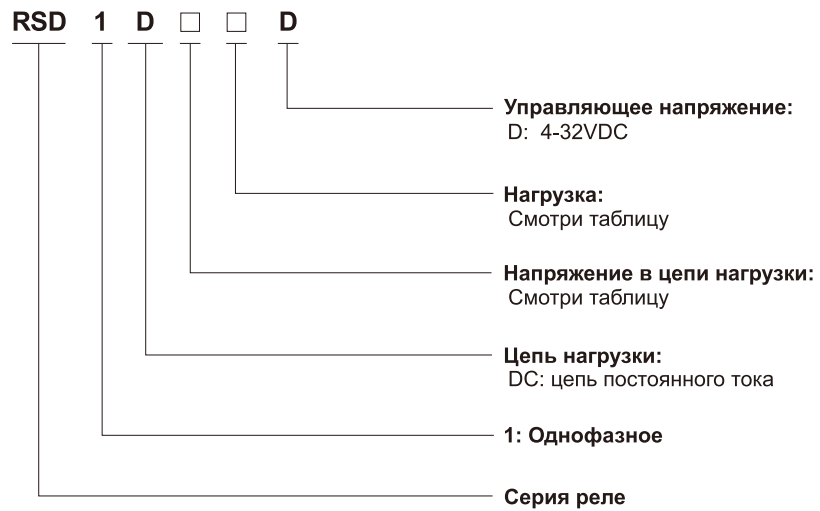 RSD 1 D □ □ D
Управляющее напряжение:
D: 4-32VDC
Нагрузка:
Смотри таблицу
Напряжение в цепи нагрузки:
Смотри таблицу
Цепь нагрузки:
DC: цепь постоянного тока
1: Однофазное
Серия реле